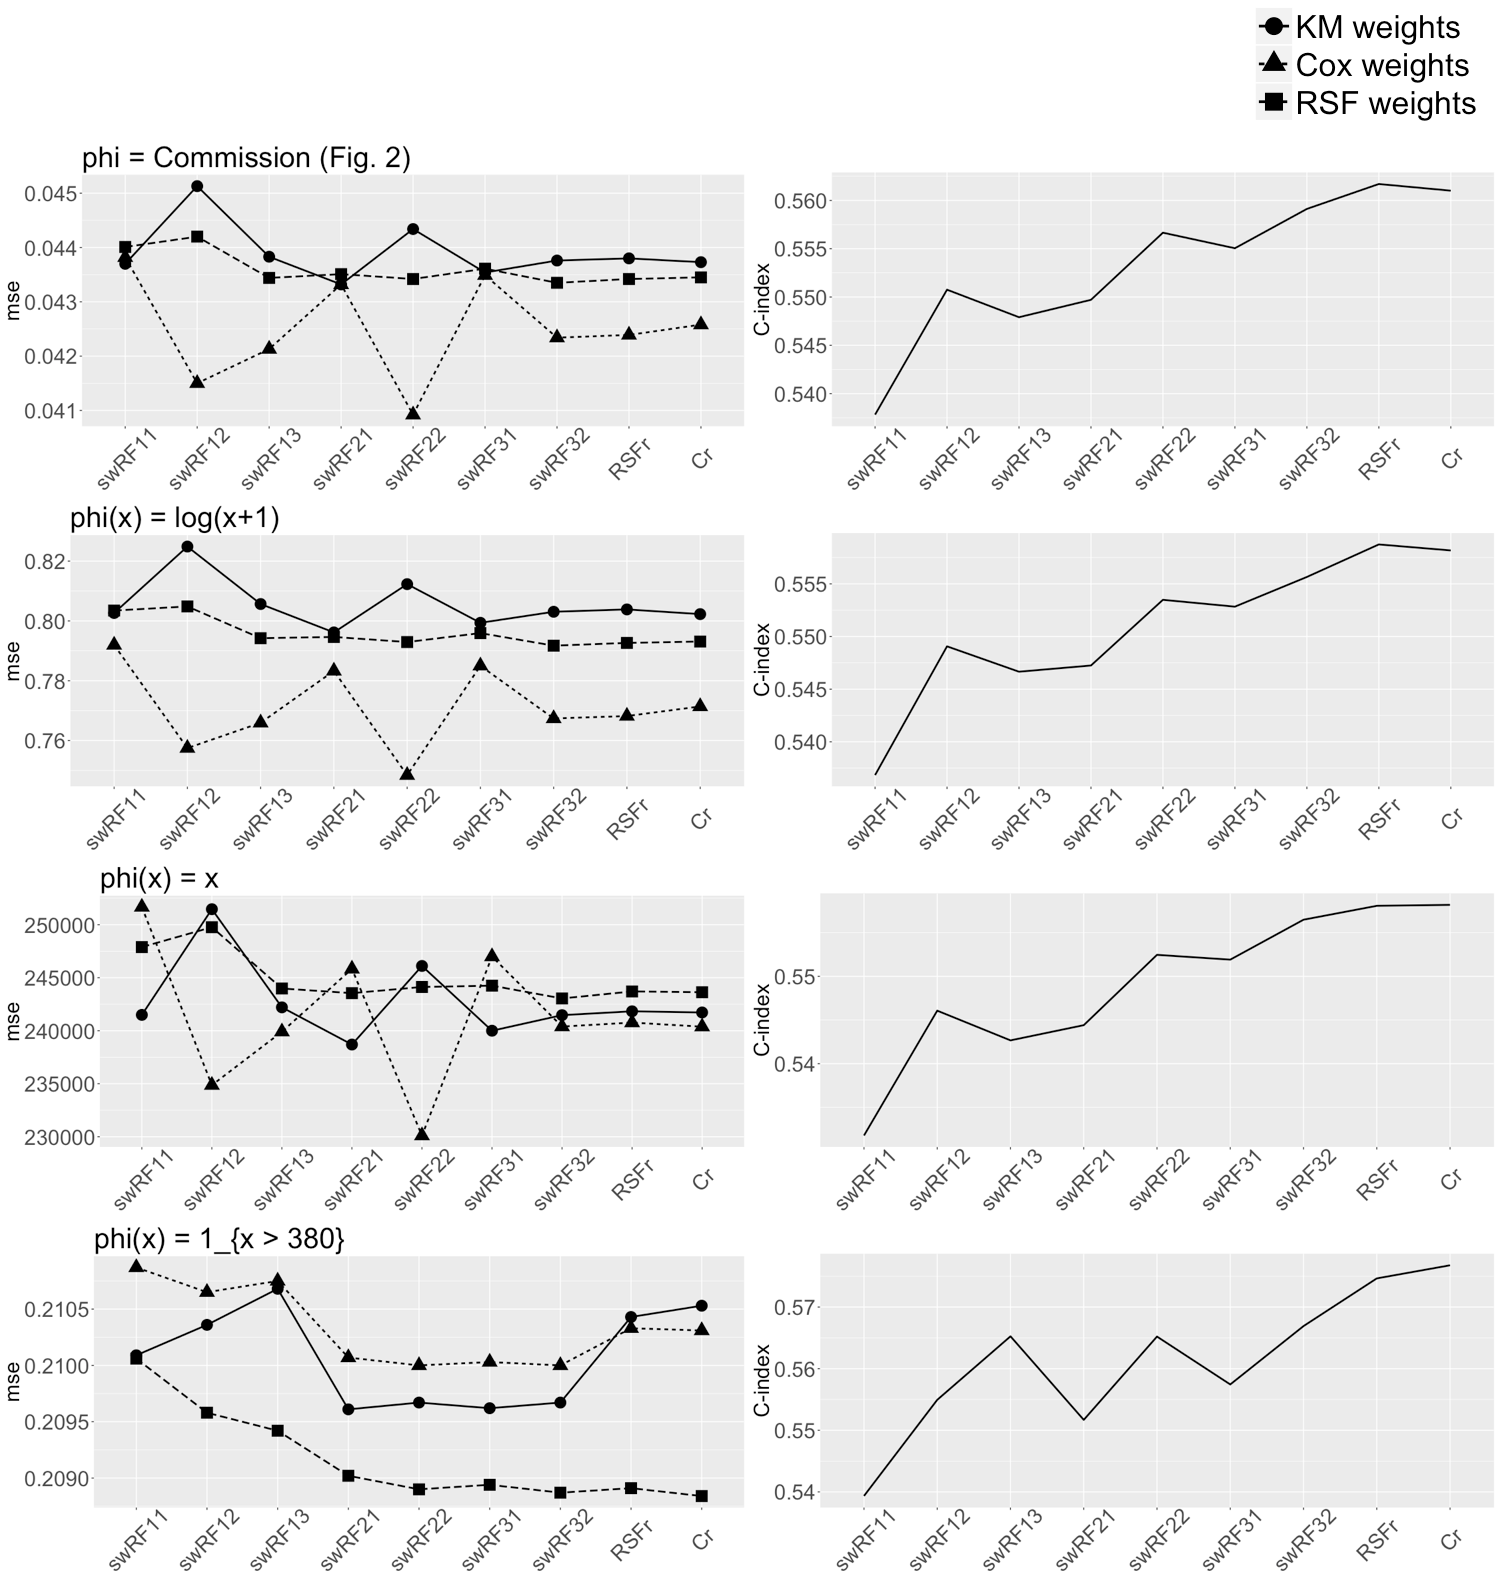 KM weights
Cox weights
RSF weights
phi = Commission (Fig. 2)
mse
0.045
0.044
0.043
0.042
0.041
swRF11 swRF12 swRF13 swRF21 swRF22 swRF31 swRF32 RSFr Cr
C-index
0.560
0.555
0.550
0.545
0.540
swRF11 swRF12 swRF13 swRF21 swRF22 swRF31 swRF32 RSFr Cr
phi(x) = log(x+1)
mse
0.82
0.80
0.78
0.76
swRF11 swRF12 swRF13 swRF21 swRF22 swRF31 swRF32 RSFr Cr
C-index
0.555
0.550
0.545
0.540
swRF11 swRF12 swRF13 swRF21 swRF22 swRF31 swRF32 RSFr Cr
phi(x) = x
mse
250000
245000
240000
235000
230000
swRF11 swRF12 swRF13 swRF21 swRF22 swRF31 swRF32 RSFr Cr
C-index
0.55
0.54
swRF11 swRF12 swRF13 swRF21 swRF22 swRF31 swRF32 RSFr Cr
phi(x) = 1_{x > 380}
mse
0.2105
0.2100
0.2095
0.2090
swRF11 swRF12 swRF13 swRF21 swRF22 swRF31 swRF32 RSFr Cr
C-index
0.57
0.56
0.55
0.54
swRF11 swRF12 swRF13 swRF21 swRF22 swRF31 swRF32 RSFr Cr